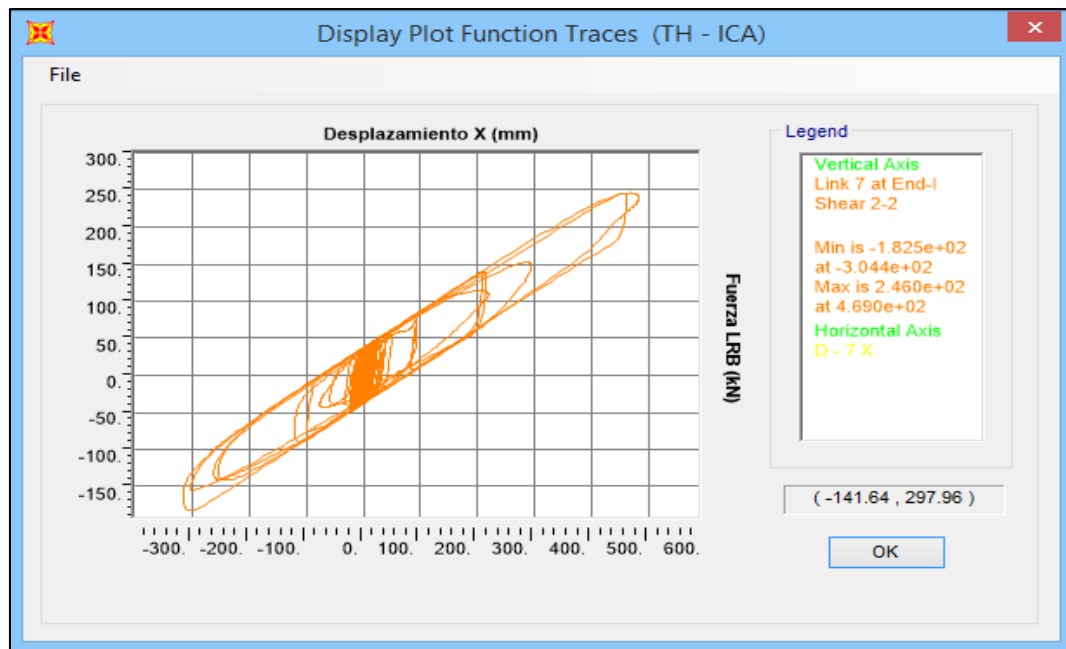 Display Plot Function Traces (TH - ICA)
File
Desplazamiento X (mm)
300.
250.
200.
150.
100.
50.
0.
-50.
-100.
-150.
-300. -200. -100. 0. 100. 200. 300. 400. 500. 600.
Fuerza LRB (kN)
Legend
Vertical Axis
Link 7 at End-I
Shear 2-2
Min is -1.825e+02
at -3.044e+02
Max is 2.460e+02
at 4.690e+02
Horizontal Axis
D - 7 X
( -141.64 , 297.96 )
OK